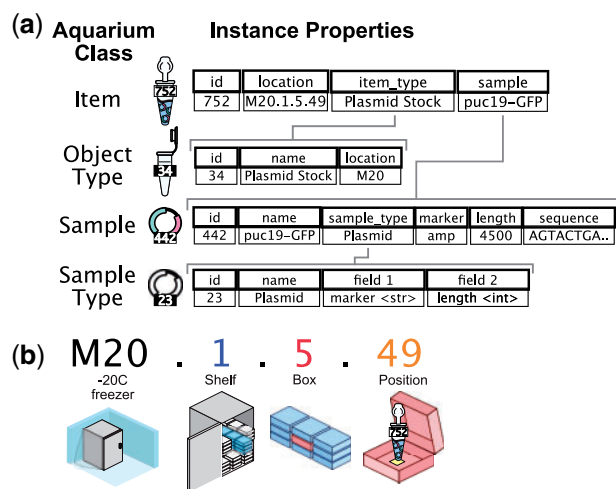 (a) Aquarium Class Instance Properties
Item
752
id location item_type sample
752 M20.1.5.49 Plasmid Stock puc19-GFP
Object Type
34
id name location
34 Plasmid Stock M20
Sample
442
id name sample_type marker length sequence
442 puc19-GFP Plasmid amp 4500 AGTACTGA..
Sample Type
23
id name field 1 field 2
23 Plasmid marker <str> length <int>
(b) M20 . 1 . 5 . 49
-20C freezer Shelf Box Position
752